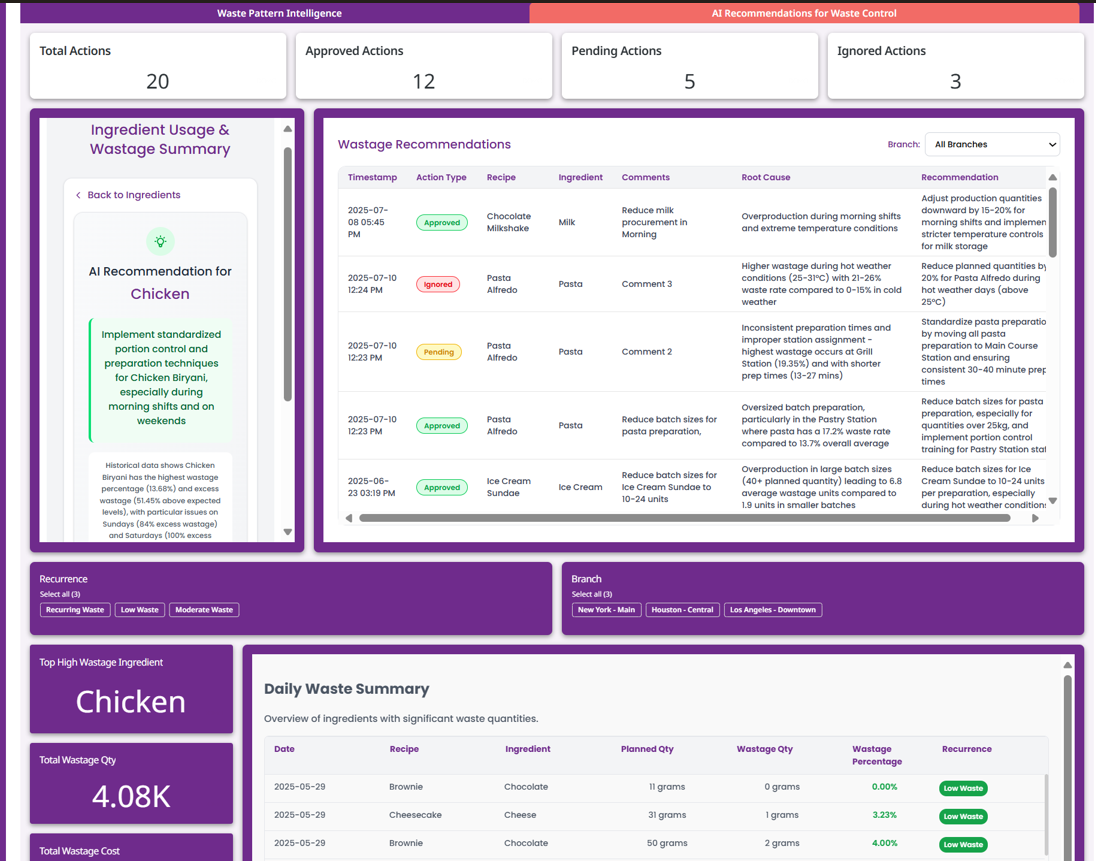 Waste Pattern Intelligence
AI Recommendations for Waste Control
Total Actions
20
Approved Actions
12
Pending Actions
5
Ignored Actions
3
Ingredient Usage &
Wastage Summary
Back to Ingredients
AI Recommendation for
Chicken
Implement standardized
portion control and
preparation techniques
for Chicken Biryani,
especially during
morning shifts and on
weekends
Historical data shows Chicken
Biryani has the highest wastage
percentage (13.68%) and excess
wastage (51.45% above expected
levels), with particular issues on
Sundays (84% excess wastage)
and Saturdays (100% excess
Wastage Recommendations
Branch:
All Branches
Timestamp
Action Type
Recipe
Ingredient
Comments
Root Cause
Recommendation
2025-07-
08 05:45
PM
Approved
Chocolate
Milkshake
Milk
Reduce milk
procurement in
Morning
Overproduction during morning shifts
and extreme temperature conditions
Adjust production quantities
downward by 15-20% for
morning shifts and implemen
stricter temperature controls
for milk storage
2025-07-10
12:24 PM
Ignored
Pasta
Alfredo
Pasta
Comment 3
Higher wastage during hot weather
conditions (25-31°C) with 21-26%
waste rate compared to 0-15% in cold
weather
Reduce planned quantities by
20% for Pasta Alfredo during
hot weather days (above
25°C)
2025-07-10
12:23 PM
Pending
Pasta
Alfredo
Pasta
Comment 2
Inconsistent preparation times and
improper station assignment -
highest wastage occurs at Grill
Station (19.35%) and with shorter
prep times (13-27 mins)
Standardize pasta preparatio
by moving all pasta
preparation to Main Course
Station and ensuring
consistent 30-40 minute prep
times
2025-07-10
12:23 PM
Approved
Pasta
Alfredo
Pasta
Reduce batch sizes for
pasta preparation,
Oversized batch preparation,
particularly in the Pastry Station
where pasta has a 17.2% waste rate
compared to 13.7% overall average
Reduce batch sizes for pasta
preparation, especially for
quantities over 25kg, and
implement portion control
training for Pastry Station staf
2025-06-
23 03:19 PM
Approved
Ice Cream
Sundae
Ice Cream
Reduce batch sizes for
Ice Cream Sundae to
10-24 units
Overproduction in large batch sizes
(40+ planned quantity) leading to 6.8
average wastage units compared to
1.9 units in smaller batches
Reduce batch sizes for Ice
Cream Sundae to 10-24 units
per preparation, especially
during hot weather conditions
Recurrence
Select all (3)
Recurring Waste
Low Waste
Moderate Waste
Branch
Select all (3)
New York - Main
Houston - Central
Los Angeles - Downtown
Top High Wastage Ingredient
Chicken
Total Wastage Qty
4.08K
Total Wastage Cost
Daily Waste Summary
Overview of ingredients with significant waste quantities.
Date
Recipe
Ingredient
Planned Qty
Wastage Qty
Wastage
Percentage
Recurrence
2025-05-29
Brownie
Chocolate
11 grams
0 grams
0.00%
Low Waste
2025-05-29
Cheesecake
Cheese
31 grams
1 grams
3.23%
Low Waste
2025-05-29
Brownie
Chocolate
50 grams
2 grams
4.00%
Low Waste